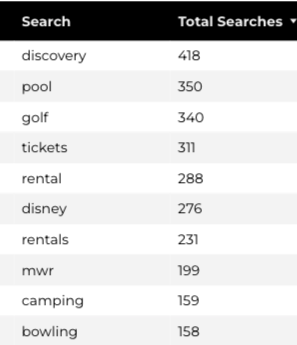 Search Total Searches ▼
discovery 418
pool 350
golf 340
tickets 311
rental 288
disney 276
rentals 231
mwr 199
camping 159
bowling 158